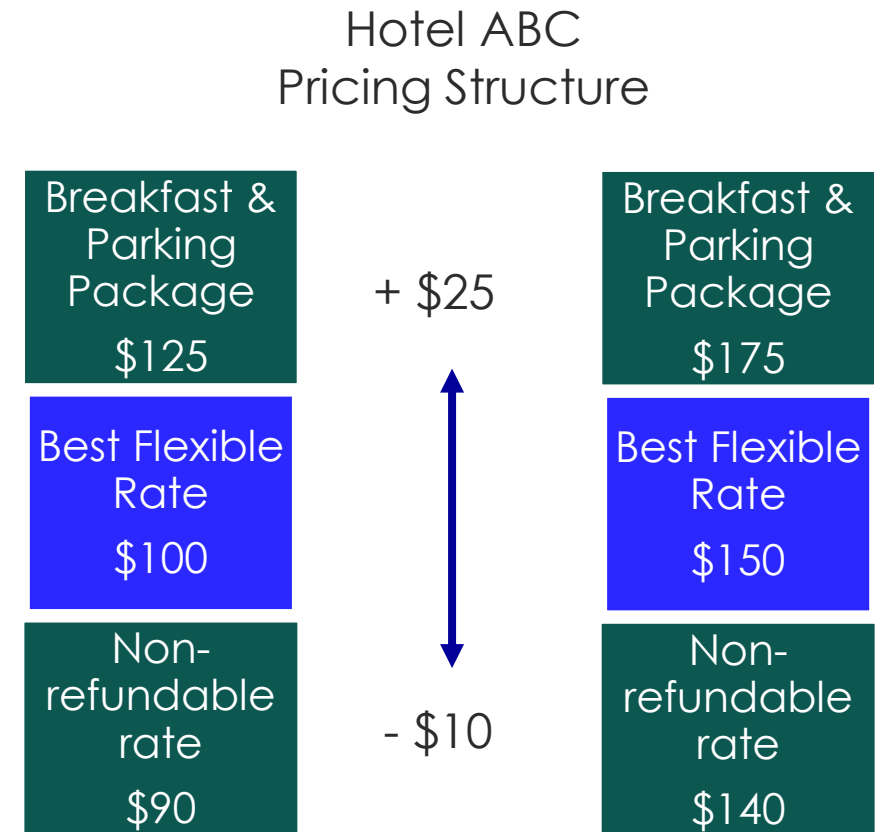 Hotel ABC
Pricing Structure
Breakfast &
Parking
Package
$125
Best Flexible
Rate
$100
Non-
refundable
rate
$90
+ $25
- $10
Breakfast &
Parking
Package
$175
Best Flexible
Rate
$150
Non-
refundable
rate
$140